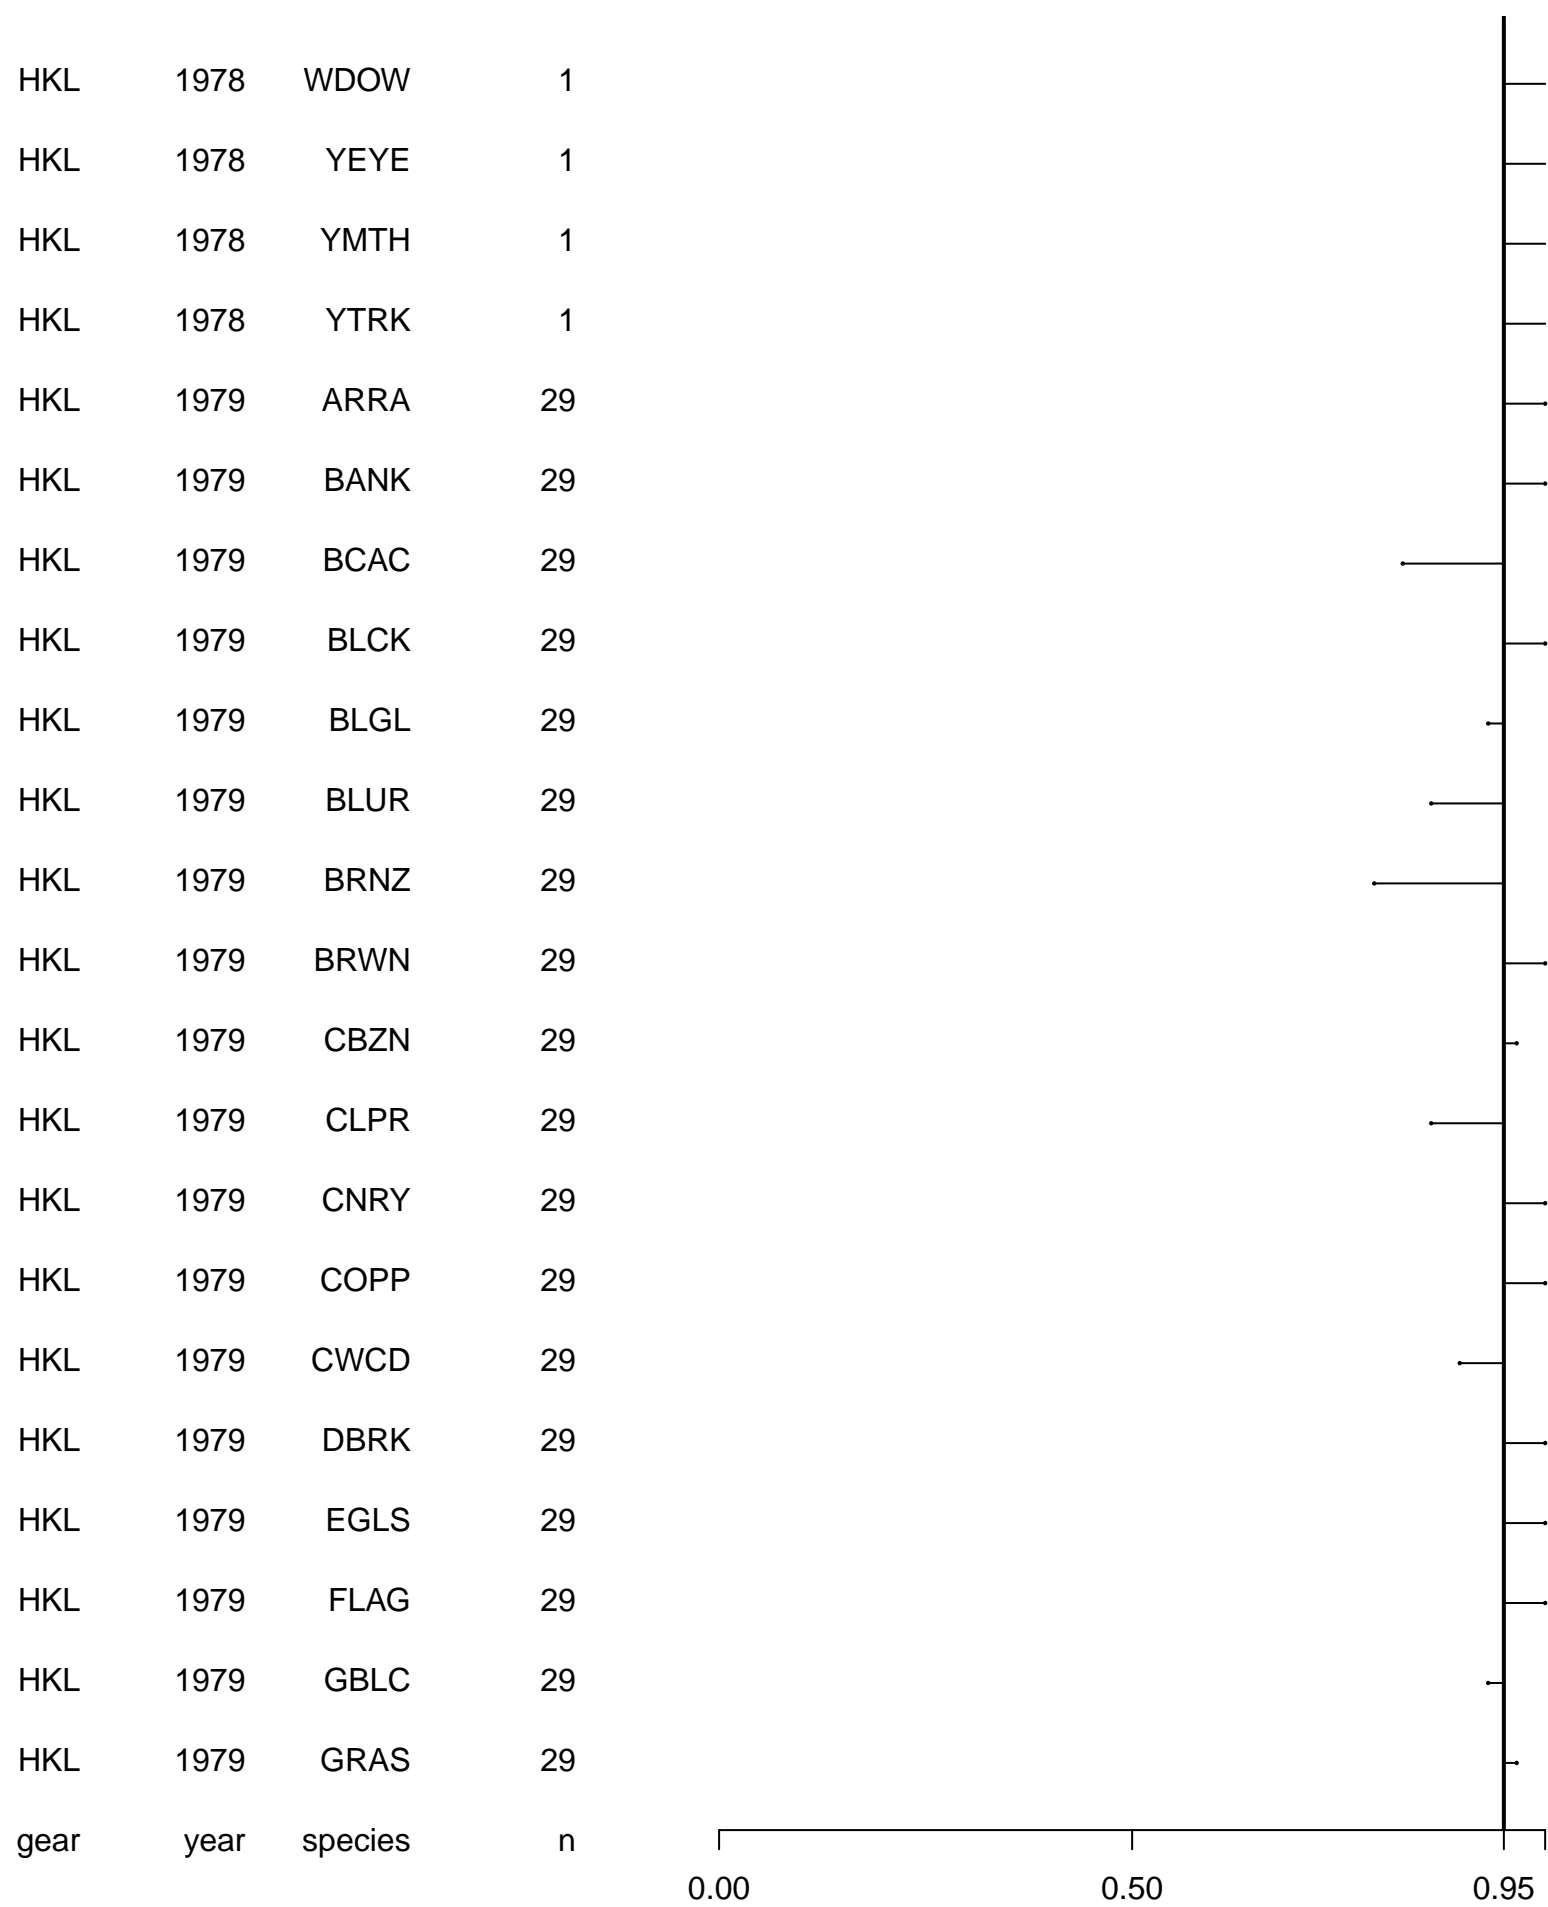 HKL 1978 WDOW 1
HKL 1978 YEYE 1
HKL 1978 YMTH 1
HKL 1978 YTRK 1
HKL 1979 ARRA 29
HKL 1979 BANK 29
HKL 1979 BCAC 29
HKL 1979 BLCK 29
HKL 1979 BLGL 29
HKL 1979 BLUR 29
HKL 1979 BRNZ 29
HKL 1979 BRWN 29
HKL 1979 CBZN 29
HKL 1979 CLPR 29
HKL 1979 CNRY 29
HKL 1979 COPP 29
HKL 1979 CWCD 29
HKL 1979 DBRK 29
HKL 1979 EGLS 29
HKL 1979 FLAG 29
HKL 1979 GBLC 29
HKL 1979 GRAS 29
gear year species n
0.00 0.50 0.95